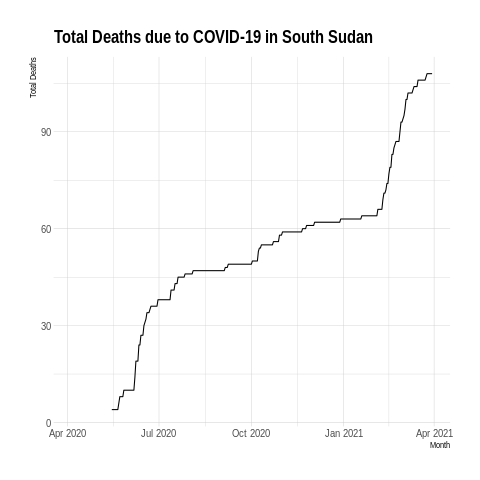 Total Deaths due to COVID-19 in South Sudan
Total Deaths
90
60
30
0
Apr 2020 Jul 2020 Oct 2020 Jan 2021 Apr 2021
Month